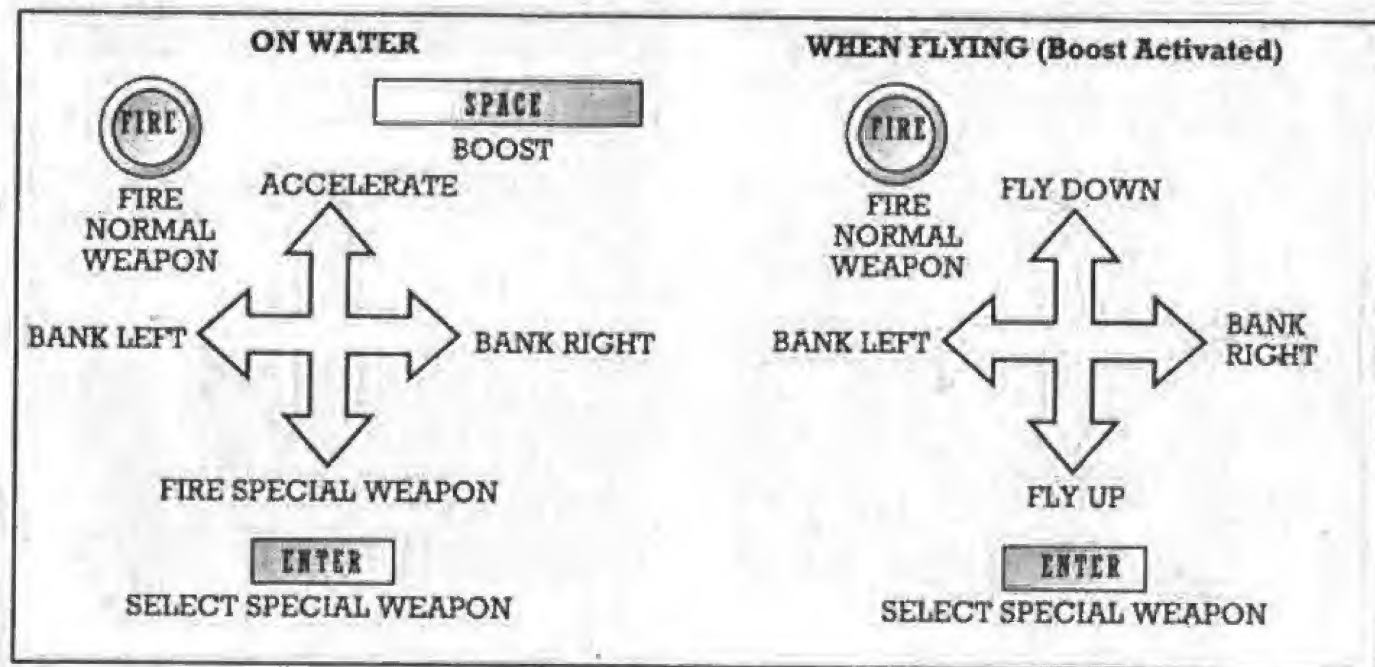 ON WATER
FIRE
SPACE
BOOST
FIRE
NORMAL
WEAPON
ACCELERATE
BANK LEFT
BANK RIGHT
FIRE SPECIAL WEAPON
ENTER
SELECT SPECIAL WEAPON
WHEN FLYING (Boost Activated)
FIRE
FIRE
NORMAL
WEAPON
FLY DOWN
BANK LEFT
BANK
RIGHT
FLY UP
ENTER
SELECT SPECIAL WEAPON